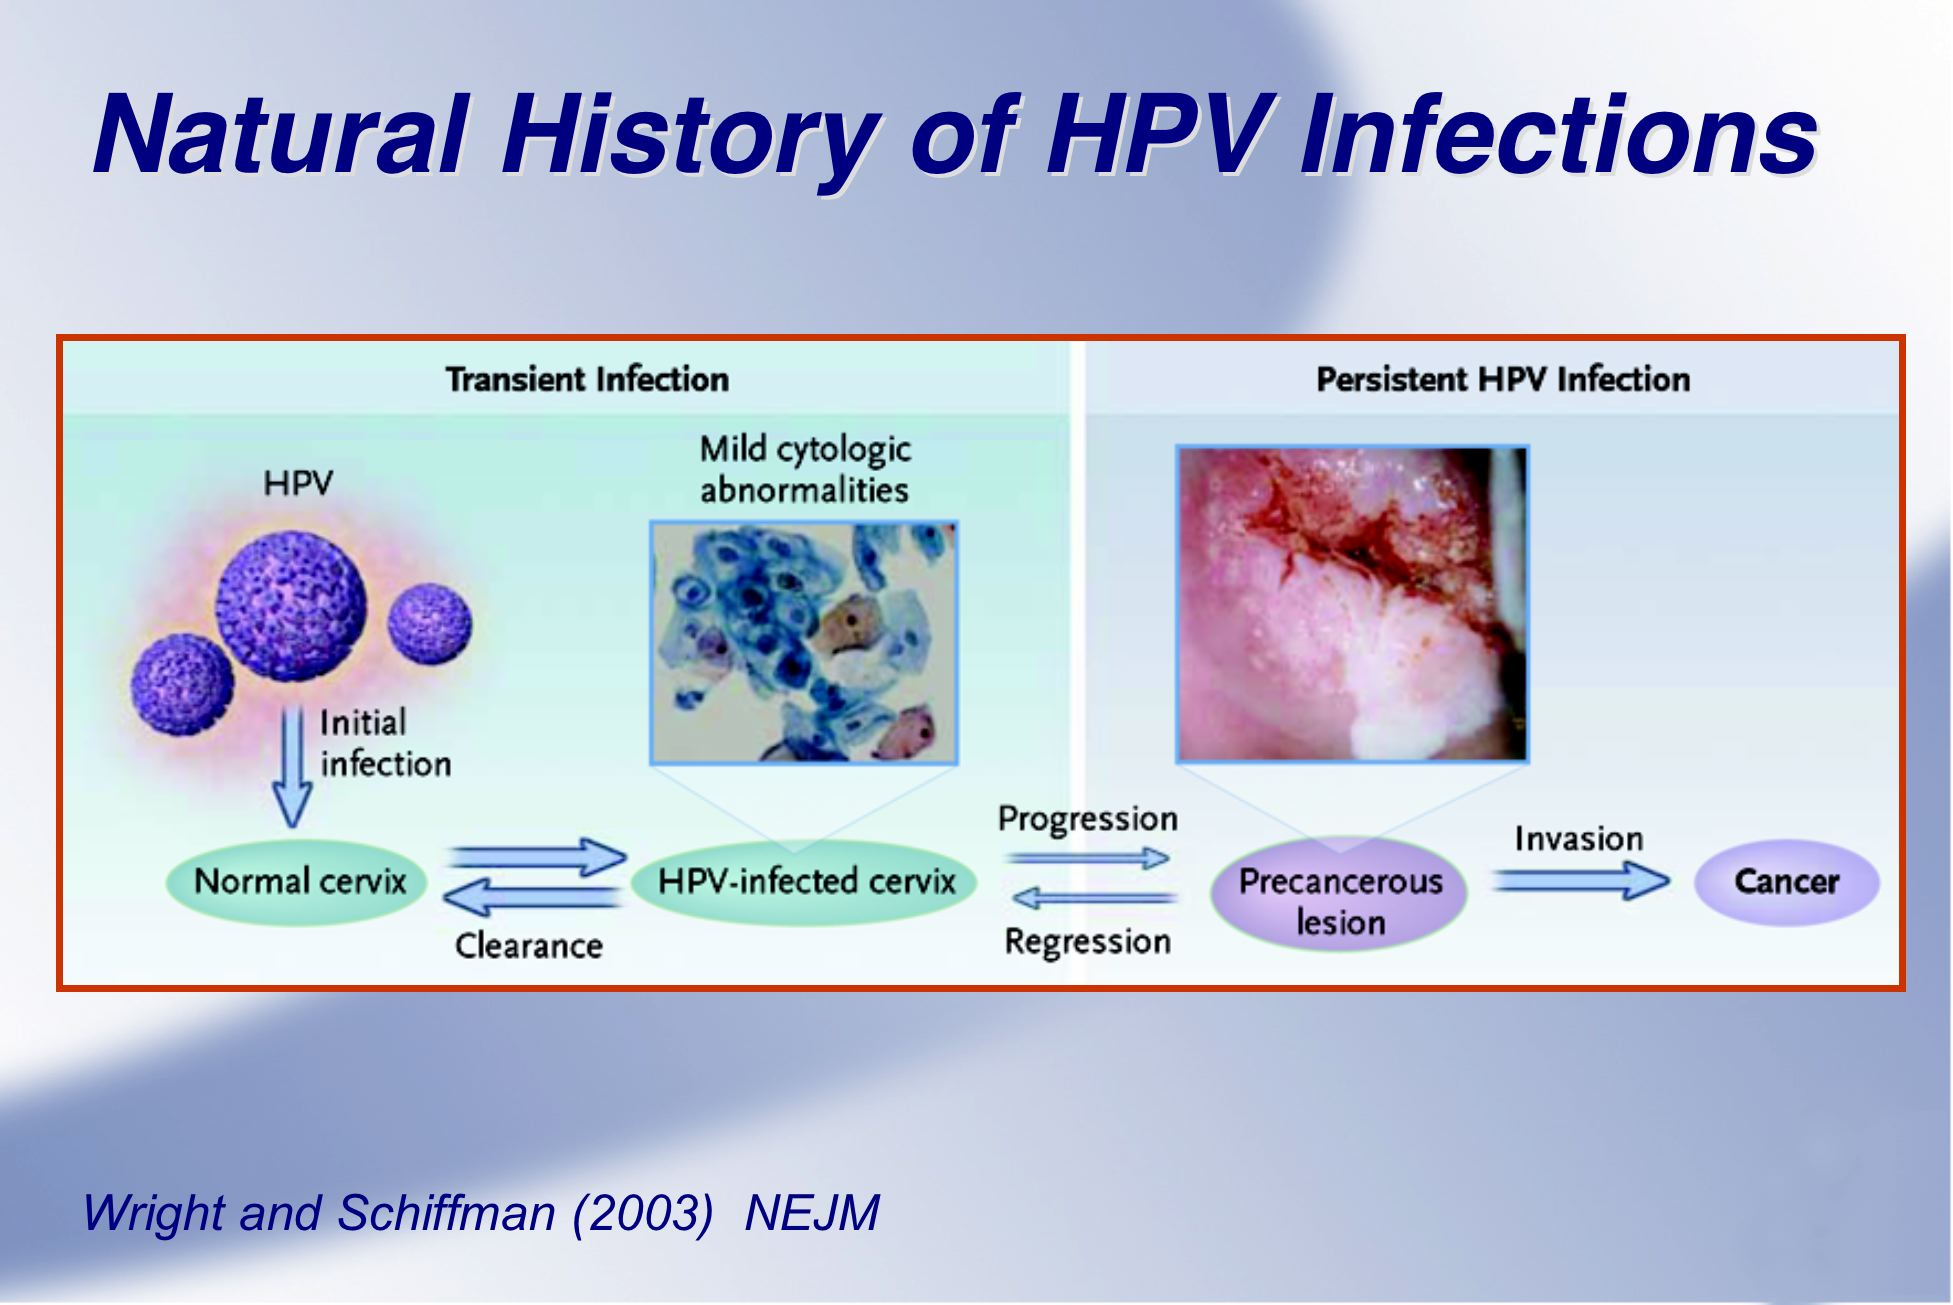 Natural History of HPV Infections
Transient Infection
Persistent HPV Infection
HPV
Mild cytologic
abnormalities
Initial
infection
Normal cervix
Clearance
HPV-infected cervix
Progression
Regression
Precancerous
lesion
Invasion
Cancer
Wright and Schiffman (2003) NEJM